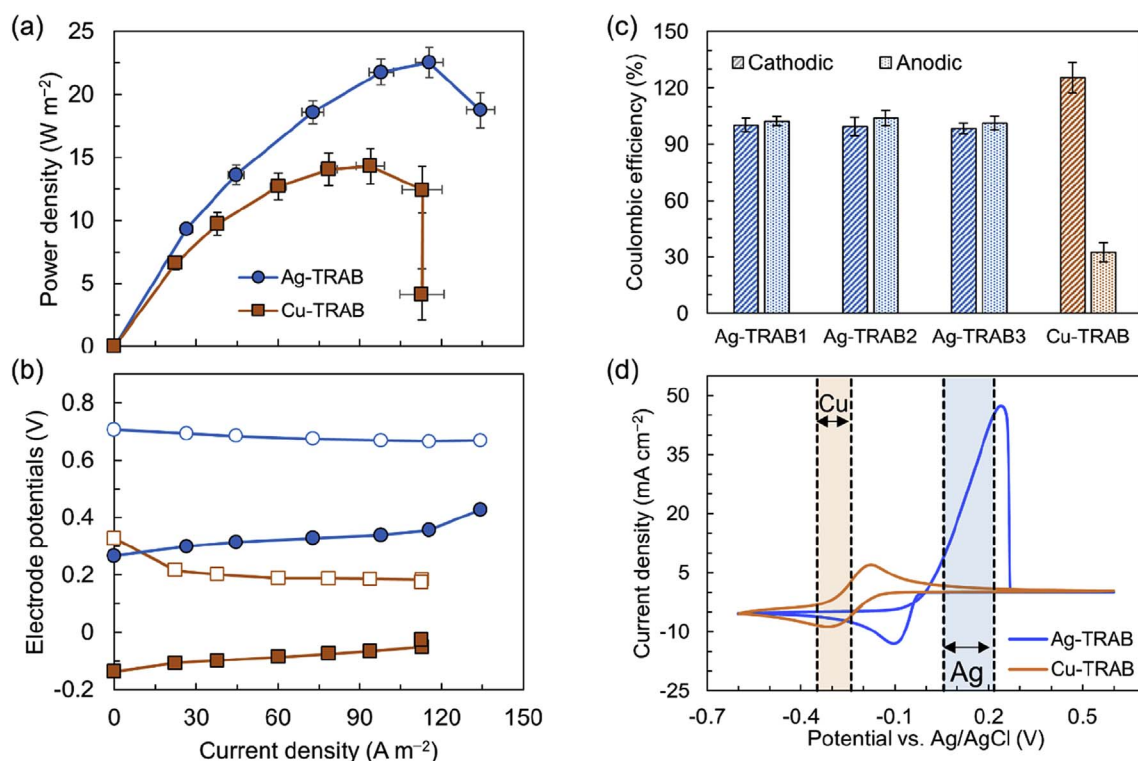 (a)
25
20
15
10
5
0
Power density (W m⁻²)
Ag-TRAB
Cu-TRAB
(b)
0.8
0.6
0.4
0.2
0
-0.2
Electrode potentials (V)
0 30 60 90 120 150
Current density (A m⁻²)
(c)
150
120
90
60
30
0
Coulombic efficiency (%)
Cathodic Anodic
Ag-TRAB1 Ag-TRAB2 Ag-TRAB3 Cu-TRAB
(d)
50
35
20
5
-10
-25
Current density (mA cm⁻²)
Cu
Ag
Ag-TRAB
Cu-TRAB
-0.7 -0.4 -0.1 0.2 0.5
Potential vs. Ag/AgCl (V)